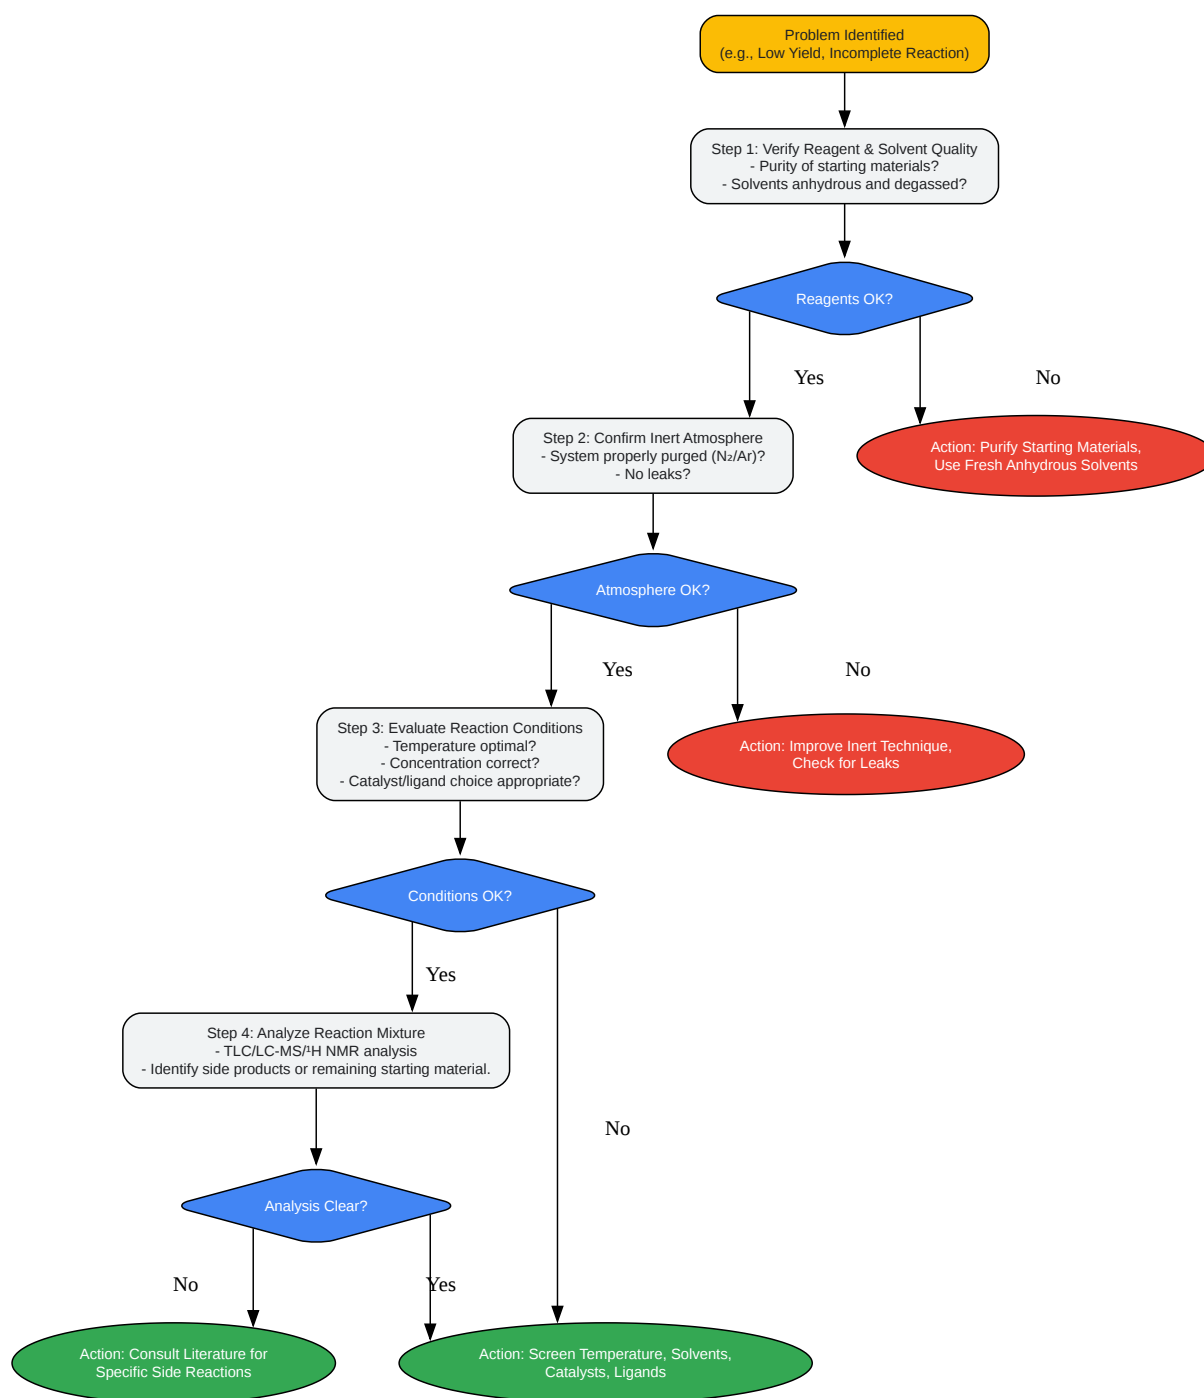 Problem Identified
(e.g., Low Yield, Incomplete Reaction)
Step 1: Verify Reagent & Solvent Quality
- Purity of starting materials?
- Solvents anhydrous and degassed?
Reagents OK?
Yes
No
Step 2: Confirm Inert Atmosphere
- System properly purged (N₂/Ar)?
- No leaks?
Action: Purify Starting Materials,
Use Fresh Anhydrous Solvents
Atmosphere OK?
Yes
No
Step 3: Evaluate Reaction Conditions
- Temperature optimal?
- Concentration correct?
- Catalyst/ligand choice appropriate?
Action: Improve Inert Technique,
Check for Leaks
Conditions OK?
Yes
Step 4: Analyze Reaction Mixture
- TLC/LC-MS/¹H NMR analysis
- Identify side products or remaining starting material.
No
Analysis Clear?
No
Yes
Action: Consult Literature for
Specific Side Reactions
Action: Screen Temperature, Solvents,
Catalysts, Ligands